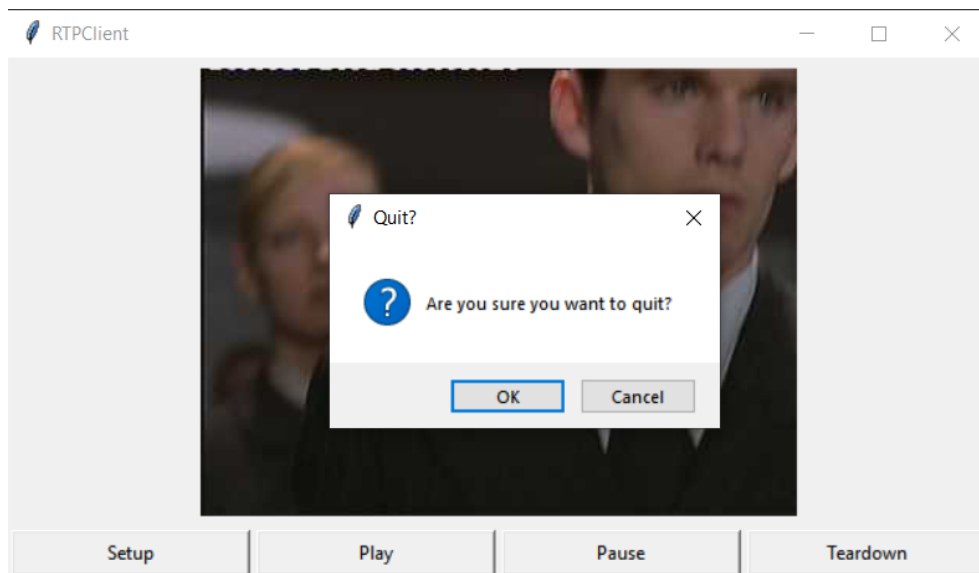 RTPClient
Quit?
Are you sure you want to quit?
OK Cancel
Setup Play Pause Teardown